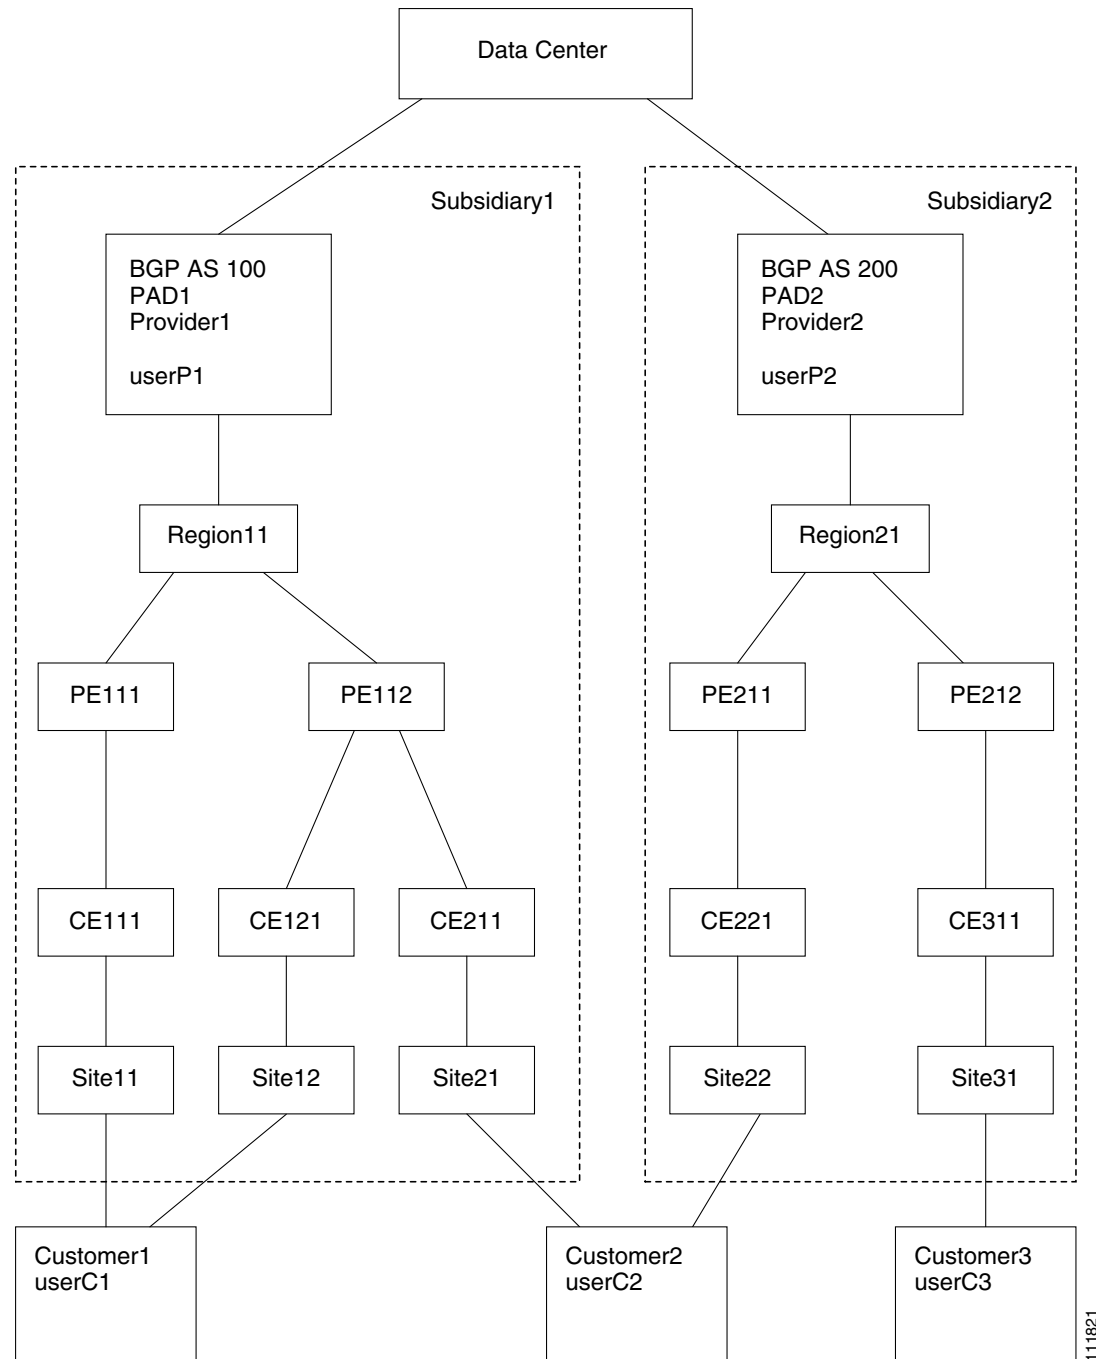 Data Center
Subsidiary1
Subsidiary2
BGP AS 100
PAD1
Provider1
userP1
BGP AS 200
PAD2
Provider2
userP2
Region11
Region21
PE111
PE112
PE211
PE212
CE111
CE121
CE211
CE221
CE311
Site11
Site12
Site21
Site22
Site31
Customer1
userC1
Customer2
userC2
Customer3
userC3
111821